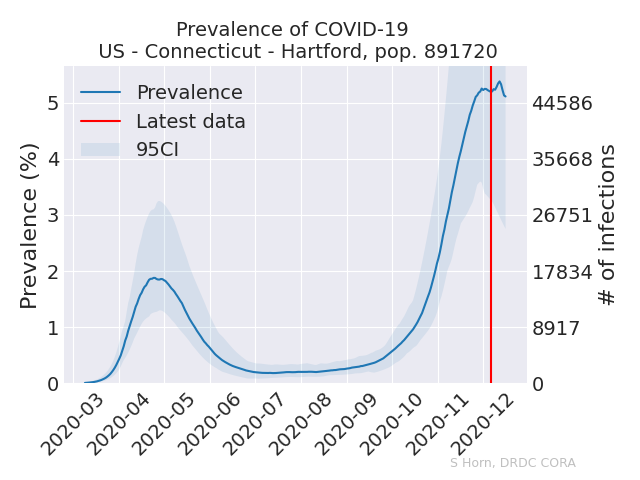 Prevalence of COVID-19
US - Connecticut - Hartford, pop. 891720
Prevalence
Latest data
95CI
Prevalence (%)
5
4
3
2
1
0
44586
35668
26751
17834
8917
0
# of infections
2020-03
2020-04
2020-05
2020-06
2020-07
2020-08
2020-09
2020-10
2020-11
2020-12
S Horn, DRDC CORA